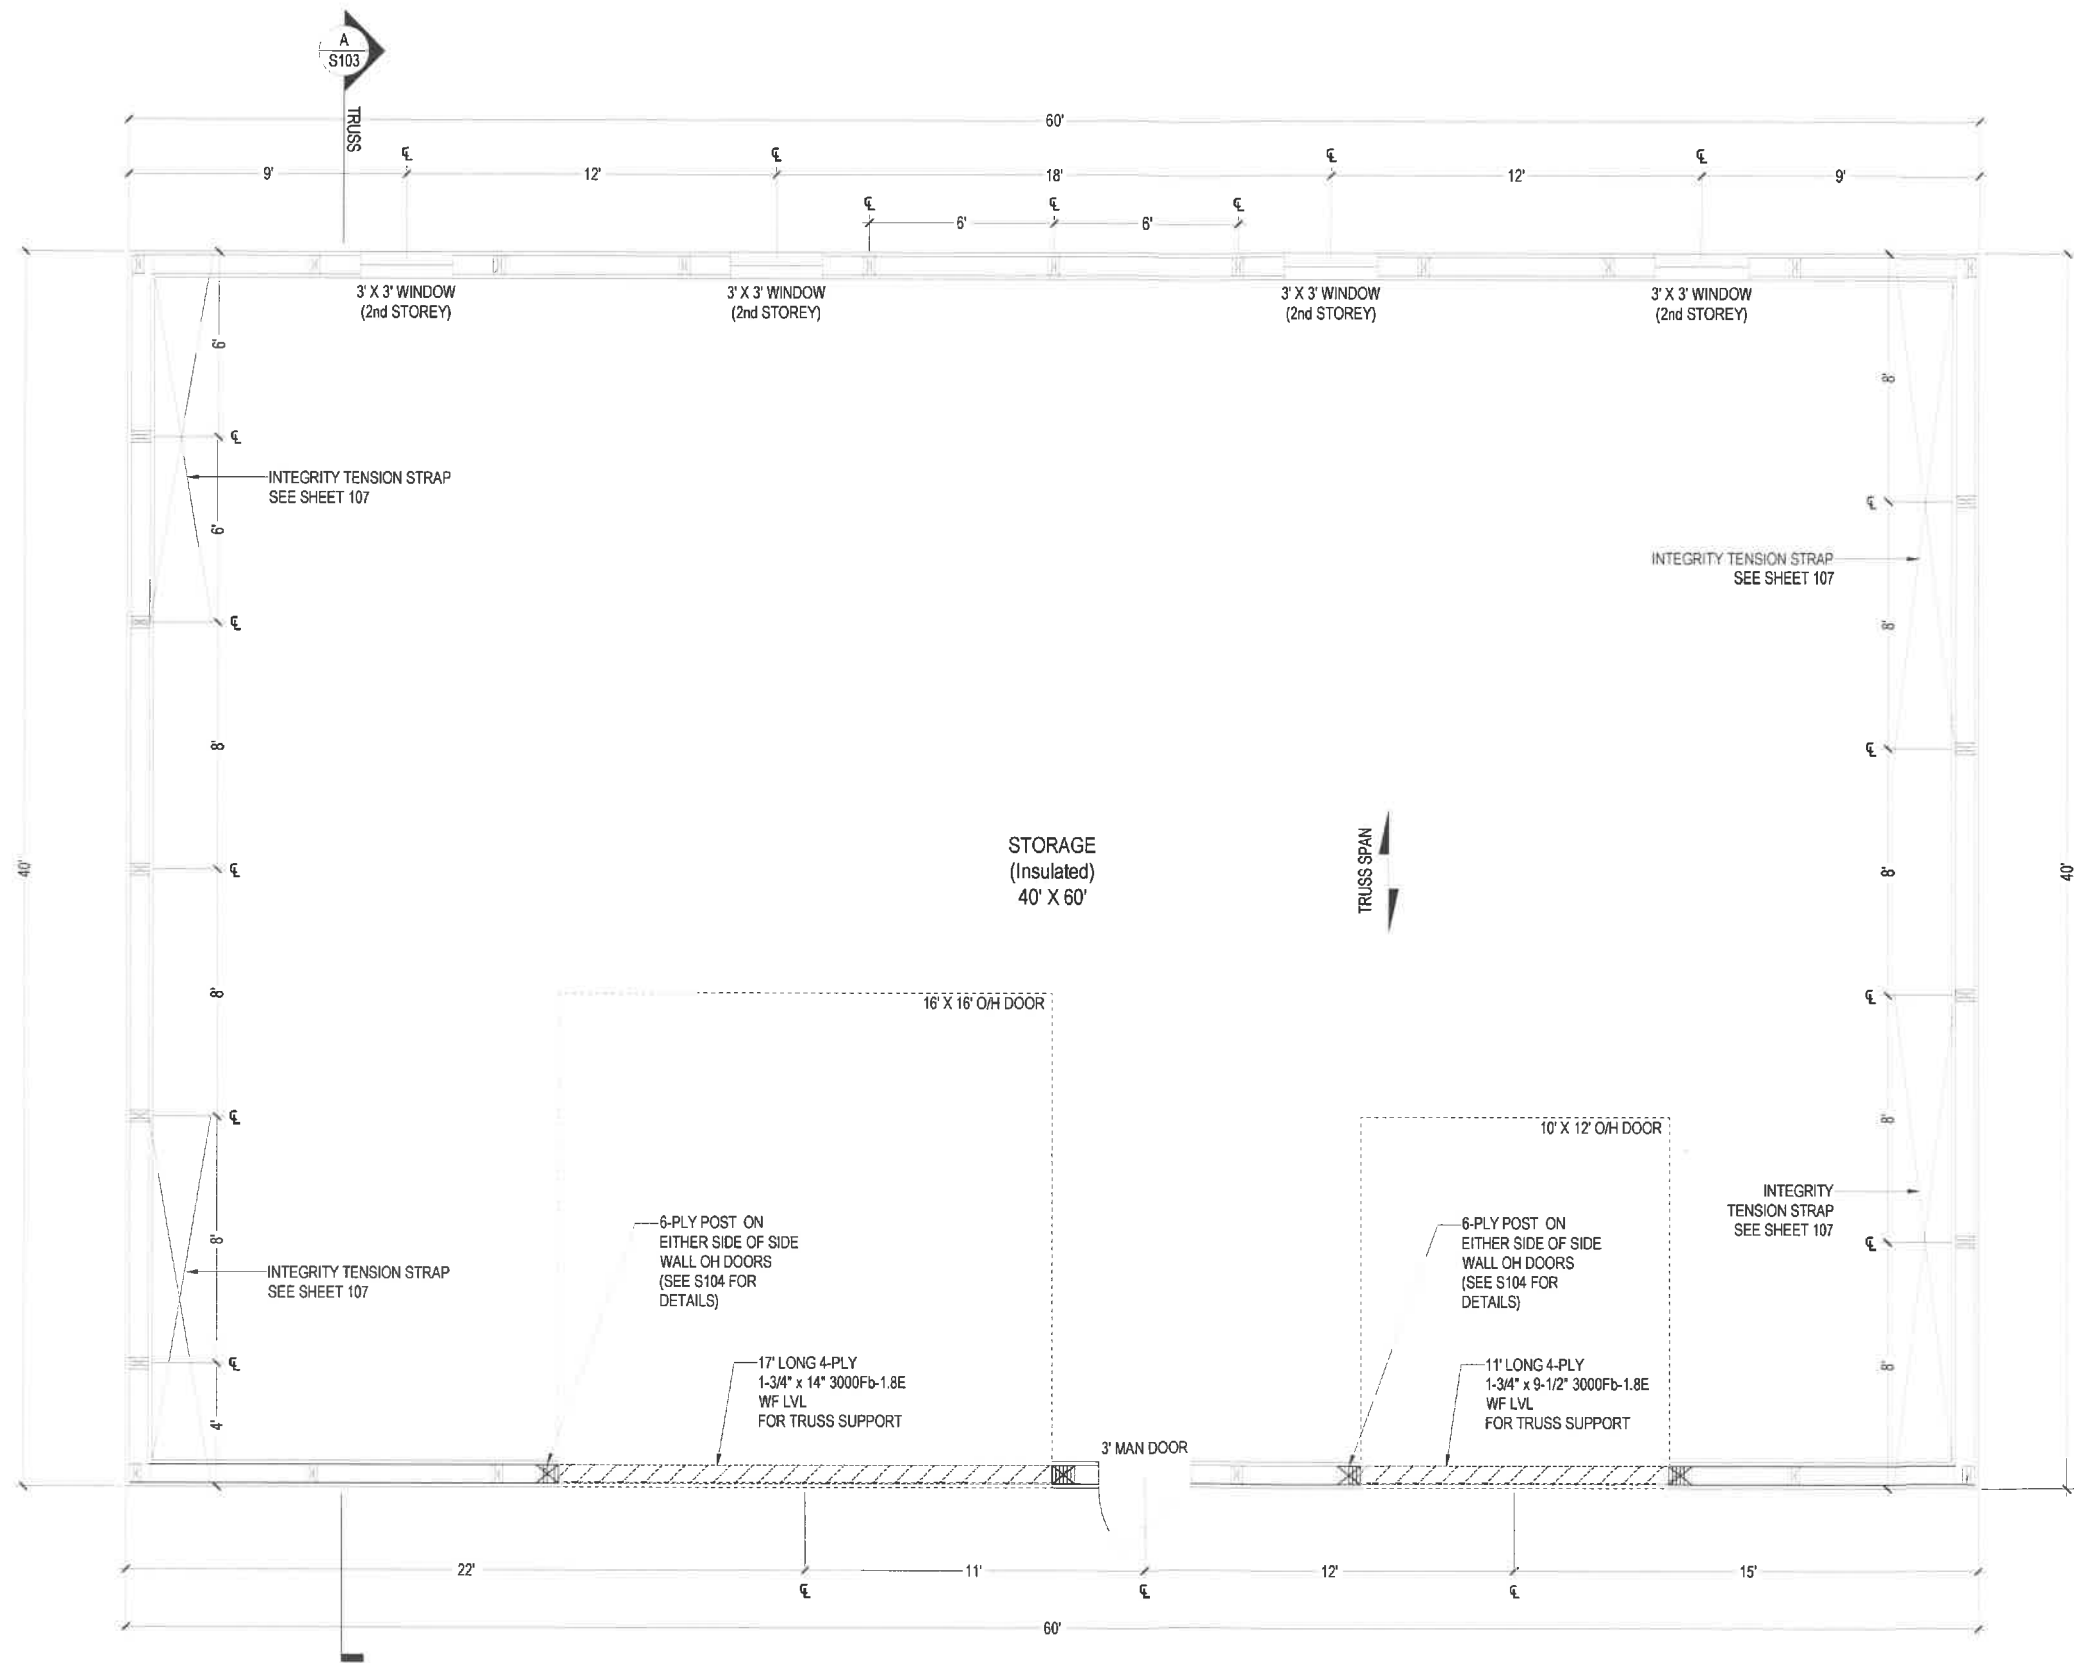 A
S103
TRUSS
60'
℄ ℄ ℄ ℄
9' 12' 18' 12' 9'
℄ ℄ ℄
6' 6'
3' X 3' WINDOW
(2nd STOREY)
3' X 3' WINDOW
(2nd STOREY)
3' X 3' WINDOW
(2nd STOREY)
3' X 3' WINDOW
(2nd STOREY)
6'
℄
INTEGRITY TENSION STRAP
SEE SHEET 107
6'
℄
8'
℄
8'
℄
8'
INTEGRITY TENSION STRAP
SEE SHEET 107
℄
4'
40'
8'
℄
INTEGRITY TENSION STRAP
SEE SHEET 107
8'
℄
8'
℄
8'
INTEGRITY
TENSION STRAP
SEE SHEET 107
℄
8'
40'
STORAGE
(Insulated)
40' X 60'
TRUSS SPAN
16' X 16' O/H DOOR
10' X 12' O/H DOOR
6-PLY POST ON
EITHER SIDE OF SIDE
WALL OH DOORS
(SEE S104 FOR
DETAILS)
17' LONG 4-PLY
1-3/4" x 14" 3000Fb-1.8E
WF LVL
FOR TRUSS SUPPORT
6-PLY POST ON
EITHER SIDE OF SIDE
WALL OH DOORS
(SEE S104 FOR
DETAILS)
11' LONG 4-PLY
1-3/4" x 9-1/2" 3000Fb-1.8E
WF LVL
FOR TRUSS SUPPORT
3' MAN DOOR
22' 11' 12' 15'
℄ ℄ ℄
60'